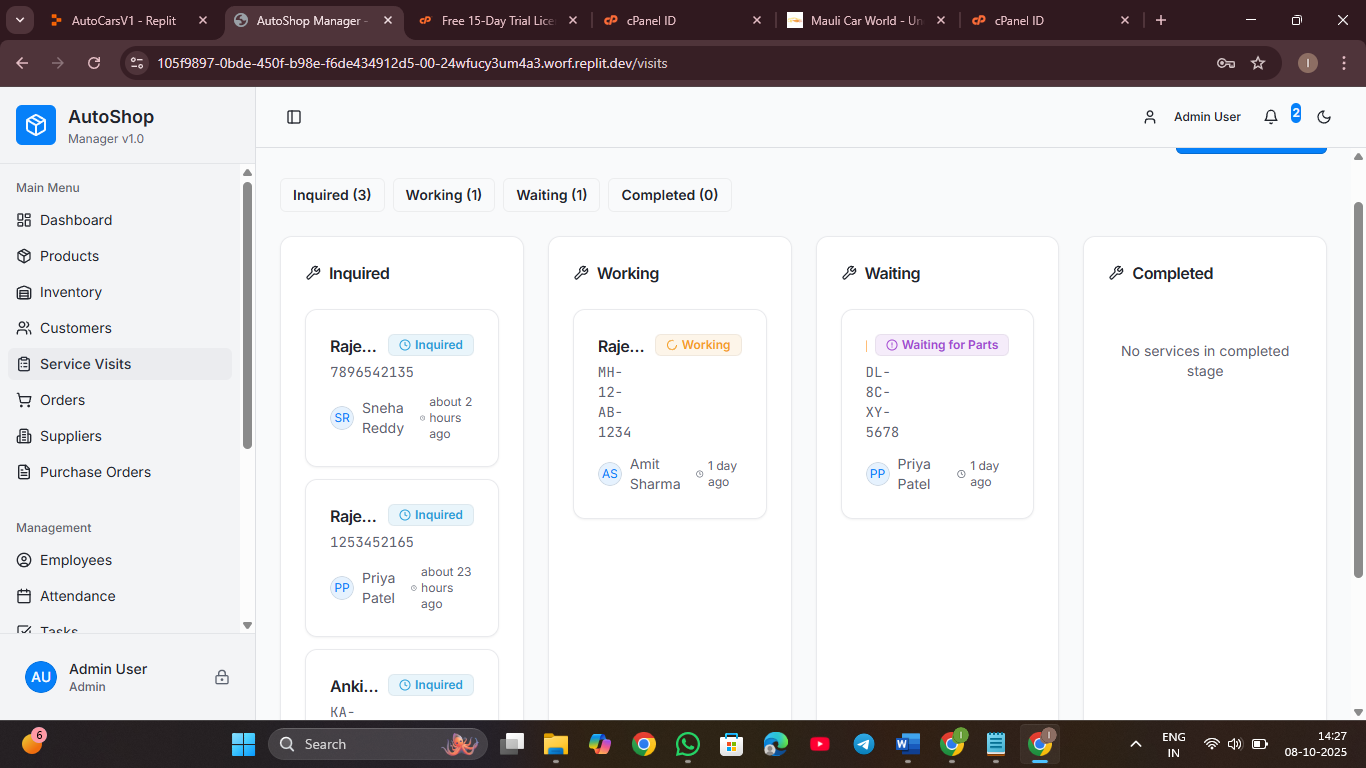 AutoCarsV1 - Replit
AutoShop Manager -
Free 15-Day Trial Lice
cPanel ID
Mauli Car World - Un
cPanel ID
105f9897-0bde-450f-b98e-f6de434912d5-00-24wfucy3um4a3.worf.replit.dev/visits
I
AutoShop
Manager v1.0
Admin User
2
Main Menu
Dashboard
Products
Inventory
Customers
Service Visits
Orders
Suppliers
Purchase Orders
Management
Employees
Attendance
Tasks
AU
Admin User
Admin
Inquired (3)
Working (1)
Waiting (1)
Completed (0)
Inquired
Raje...
Inquired
7896542135
SR
Sneha
Reddy
about 2
hours
ago
Raje...
Inquired
1253452165
PP
Priya
Patel
about 23
hours
ago
Anki...
Inquired
KA-
Working
Raje...
Working
MH-
12-
AB-
1234
AS
Amit
Sharma
1 day
ago
Waiting
Waiting for Parts
DL-
8C-
XY-
5678
PP
Priya
Patel
1 day
ago
Completed
No services in completed
stage
6
Search
ENG
IN
14:27
08-10-2025